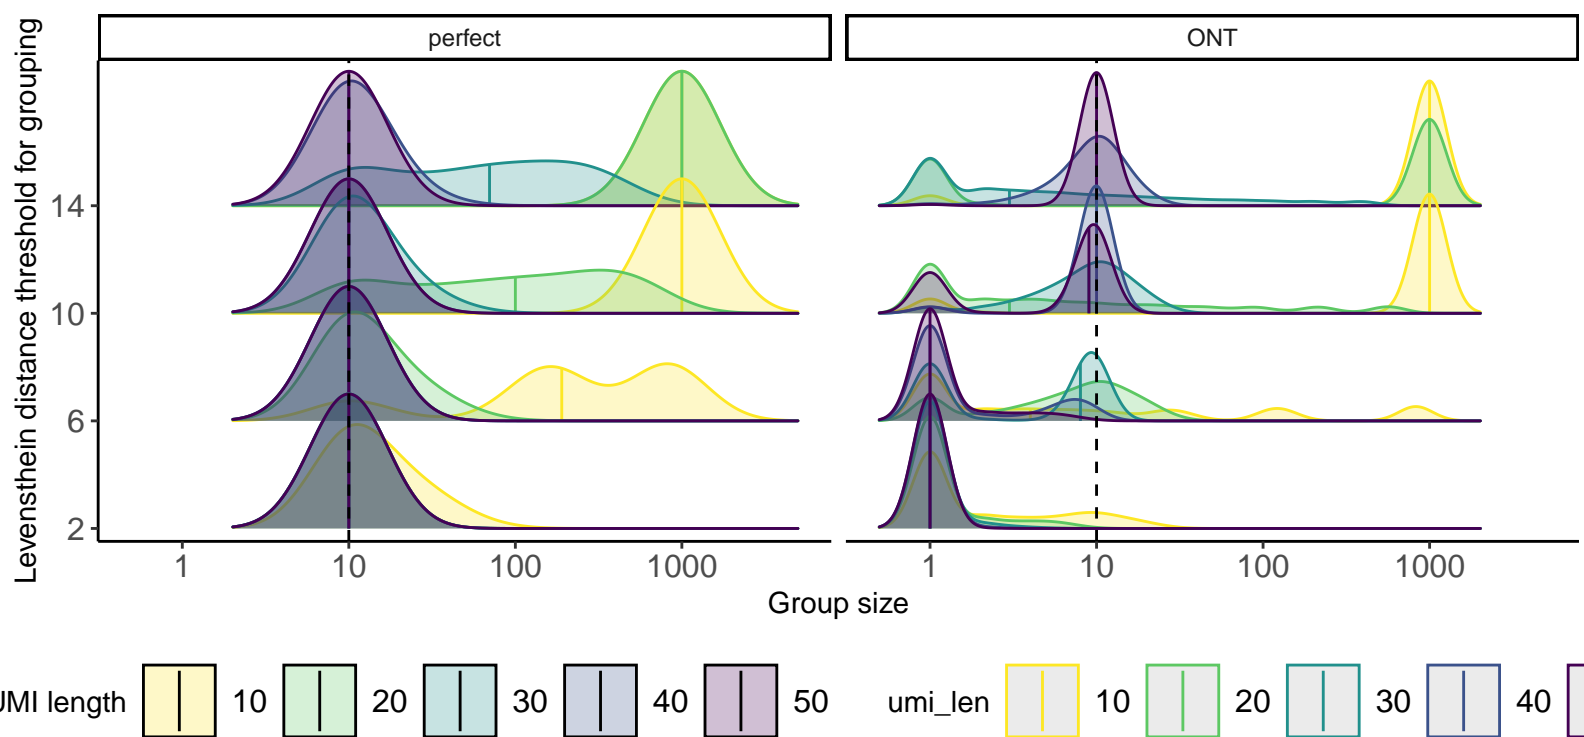 perfect
ONT
Levensthein distance threshold for grouping
14
10
6
2
1 10 100 1000
1 10 100 1000
Group size
UMI length 10 20 30 40 50
umi_len 10 20 30 40